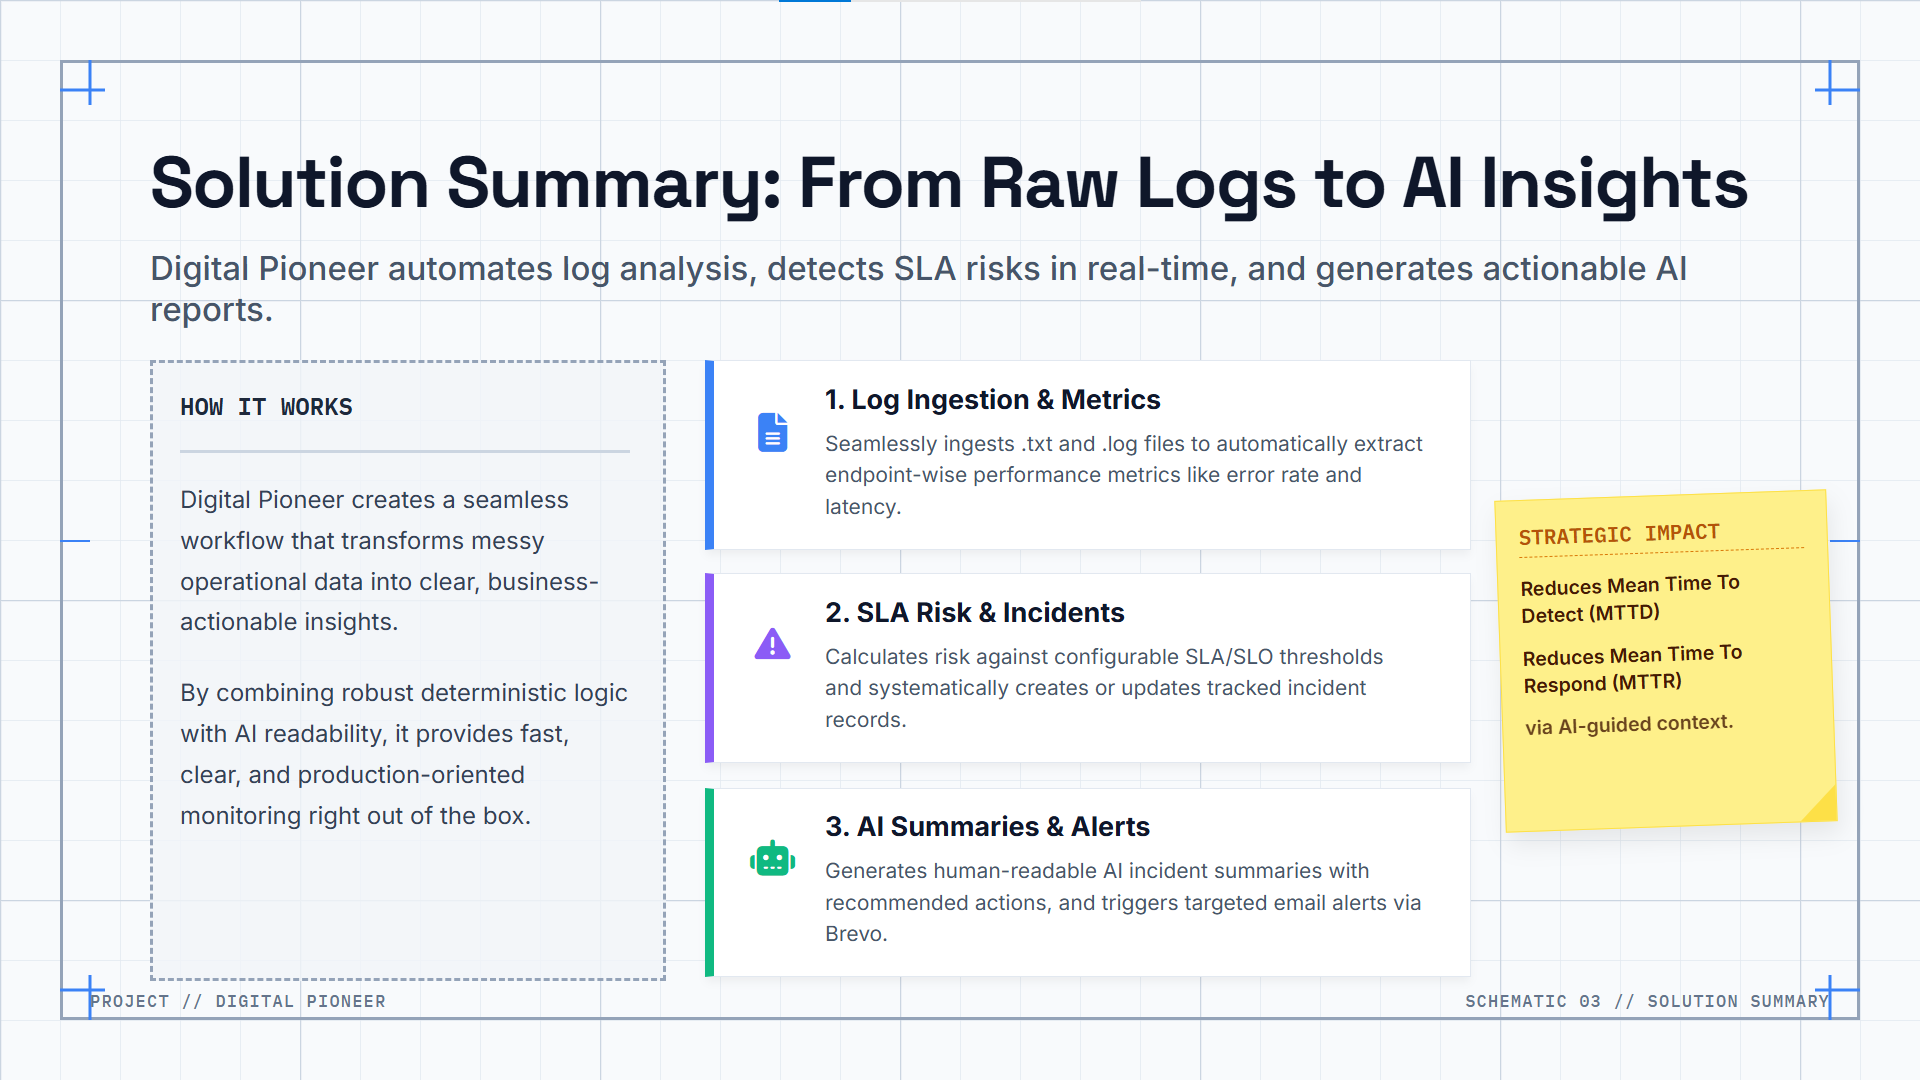 Solution Summary: From Raw Logs to AI Insights
Digital Pioneer automates log analysis, detects SLA risks in real-time, and generates actionable AI
reports.
HOW IT WORKS
Digital Pioneer creates a seamless
workflow that transforms messy
operational data into clear, business-
actionable insights.
By combining robust deterministic logic
with AI readability, it provides fast,
clear, and production-oriented
monitoring right out of the box.
1. Log Ingestion & Metrics
Seamlessly ingests .txt and .log files to automatically extract
endpoint-wise performance metrics like error rate and
latency.
2. SLA Risk & Incidents
Calculates risk against configurable SLA/SLO thresholds
and systematically creates or updates tracked incident
records.
3. AI Summaries & Alerts
Generates human-readable AI incident summaries with
recommended actions, and triggers targeted email alerts via
Brevo.
STRATEGIC IMPACT
Reduces Mean Time To
Detect (MTTD)
Reduces Mean Time To
Respond (MTTR)
via AI-guided context.
PROJECT // DIGITAL PIONEER
SCHEMATIC 03 // SOLUTION SUMMARY